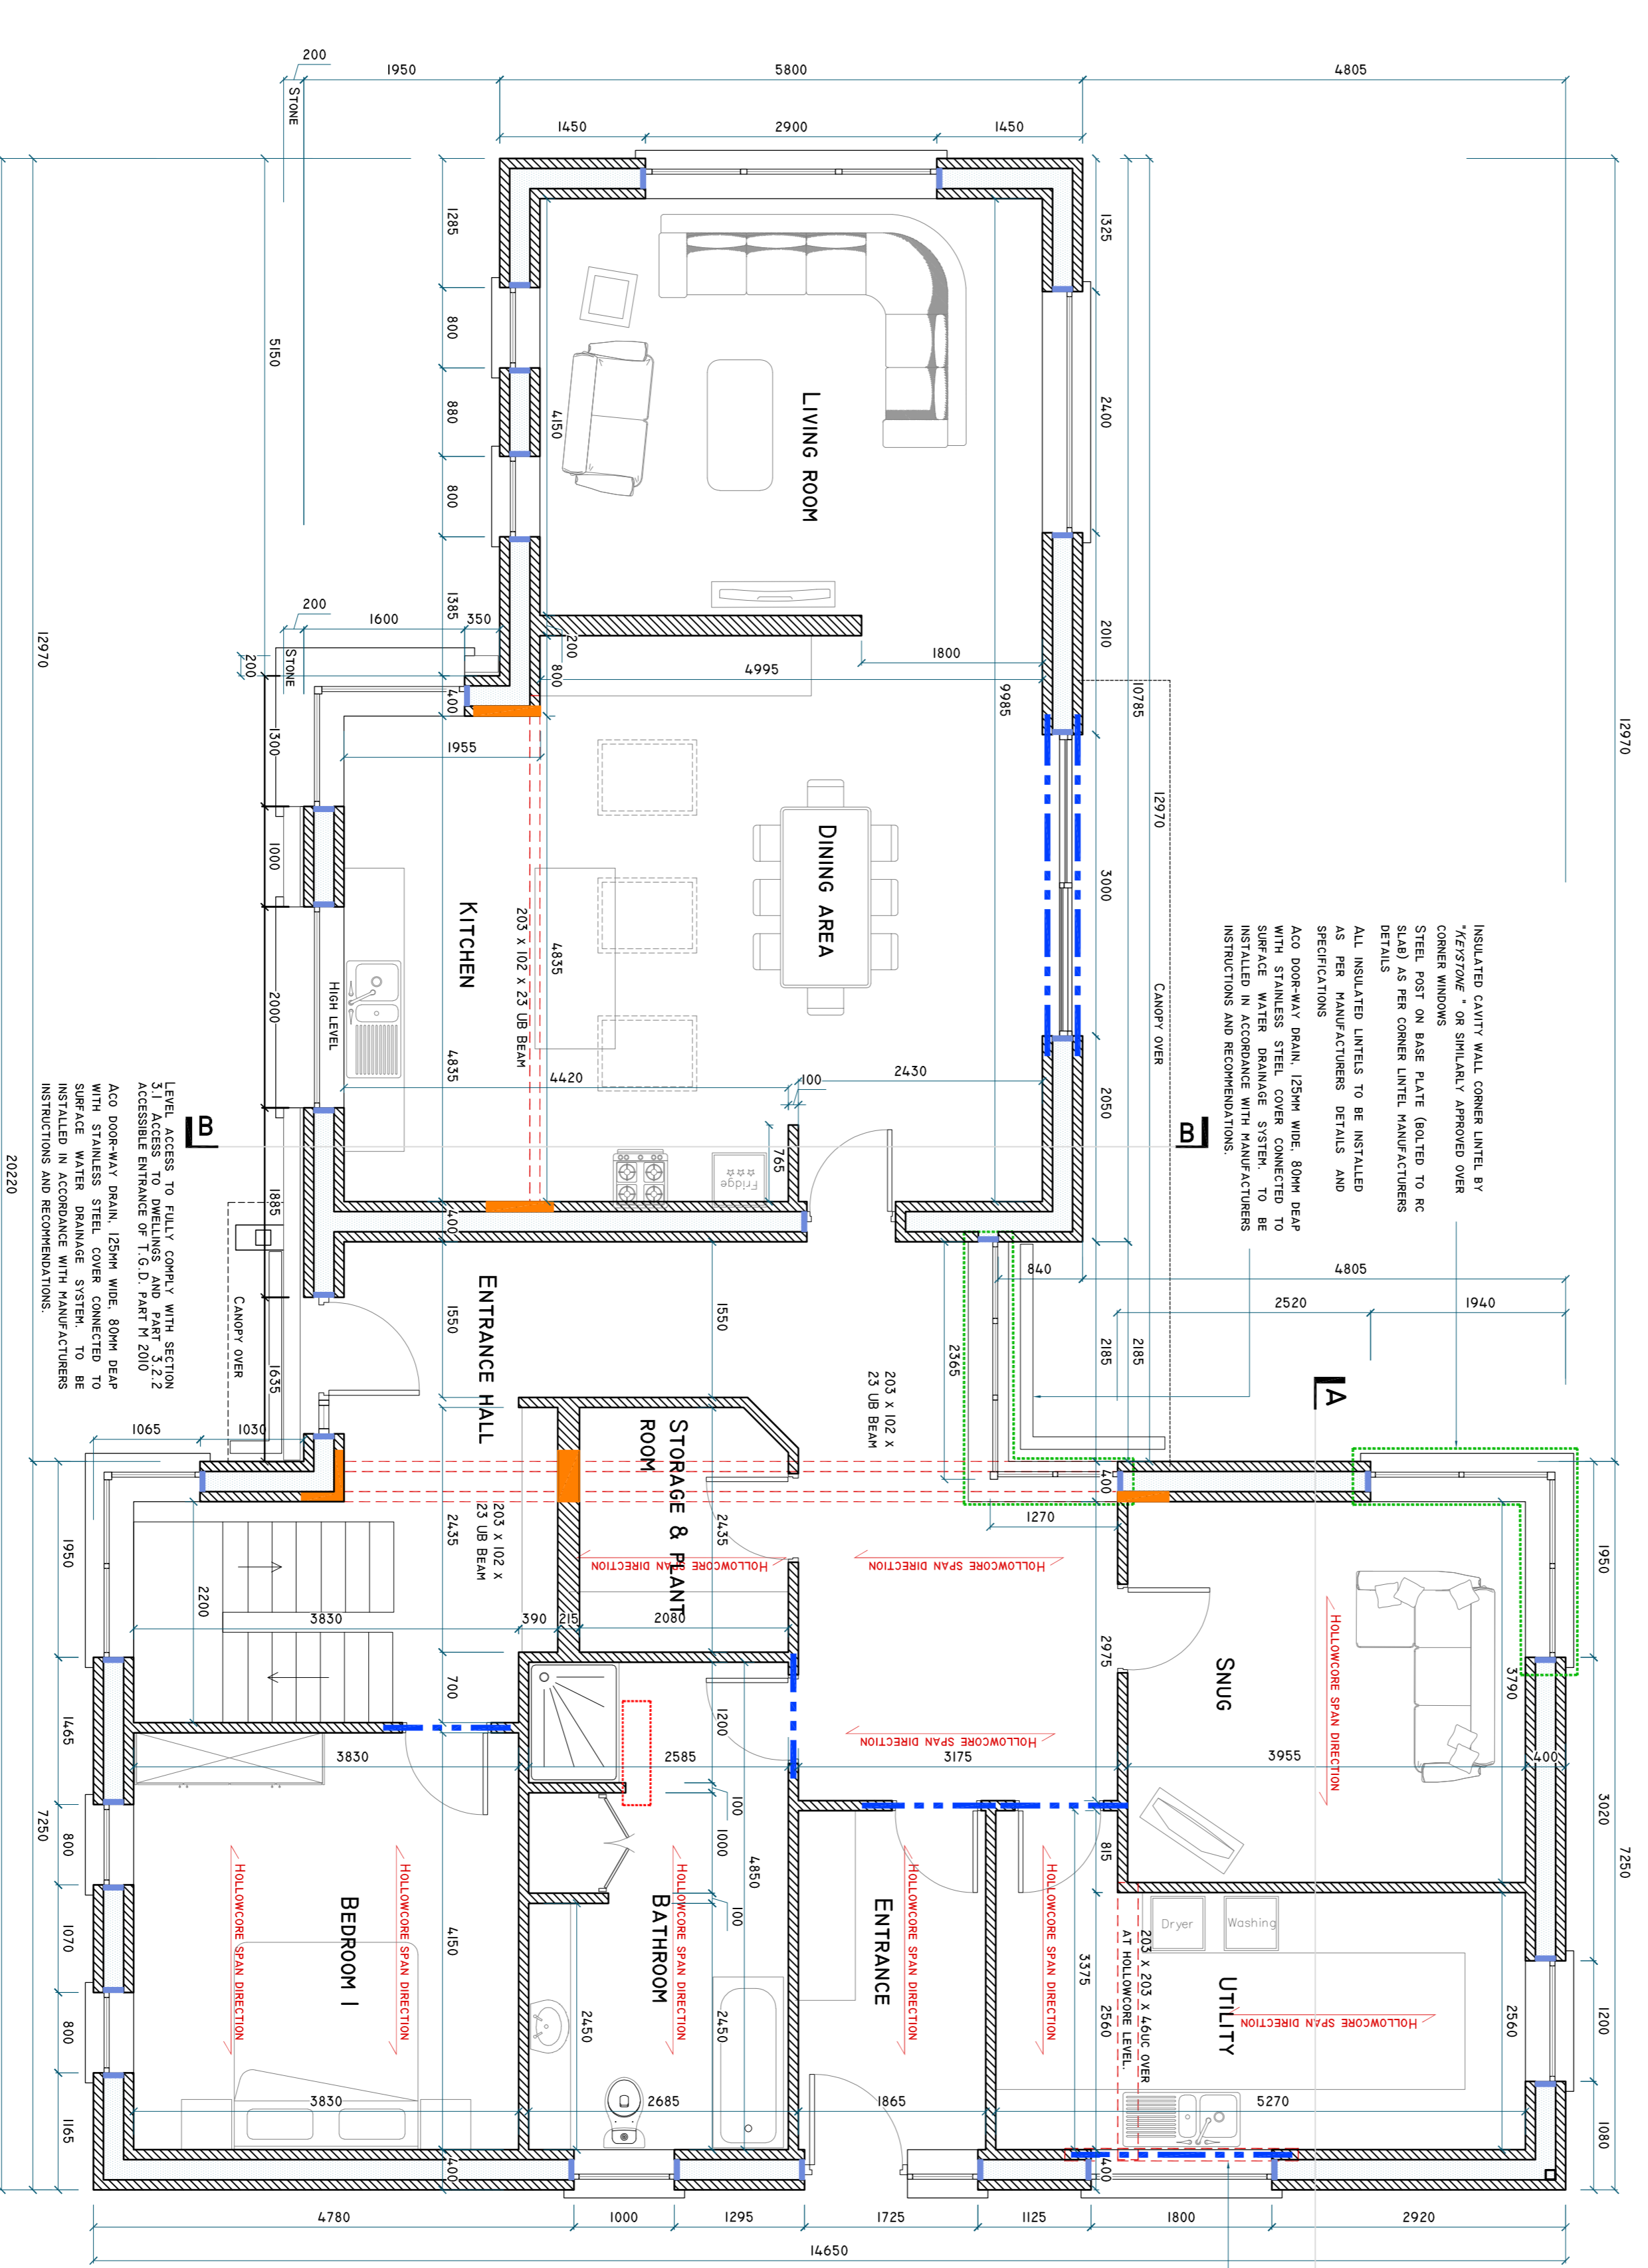 200
1950
5800
4805
STONE
1450
2900
1450
1285
800
880
800
1385
1325
2400
2010
3000
2050
5150
12970
20220
12970
10785
12970
4150
LIVING ROOM
200
1600
350
STONE
200
200
800
4995
1800
9985
400
1955
1300
1000
2000
1885
1635
DINING AREA
KITCHEN
203 X 102 X 23 UB BEAM
4835
4835
HIGH LEVEL
4420
100
2430
765
Fridge
B
B
400
CANOPY OVER
INSULATED CAVITY WALL CORNER LINTEL BY
"KEYSTONE " OR SIMILARLY APPROVED OVER
CORNER WINDOWS
STEEL POST ON BASE PLATE (BOLTED TO RC
SLAB) AS PER CORNER LINTEL MANUFACTURERS
DETAILS
ALL INSULATED LINTELS TO BE INSTALLED
AS PER MANUFACTURERS DETAILS AND
SPECIFICATIONS
ACO DOOR-WAY DRAIN, 125MM WIDE, 80MM DEAP
WITH STAINLESS STEEL COVER CONNECTED TO
SURFACE WATER DRAINAGE SYSTEM. TO BE
INSTALLED IN ACCORDANCE WITH MANUFACTURERS
INSTRUCTIONS AND RECOMMENDATIONS.
LEVEL ACCESS TO FULLY COMPLY WITH SECTION
3.1 ACCESS TO DWELLINGS AND PART 3.2.2
ACCESSIBLE ENTRANCE OF T.G.D. PART M 2010
ACO DOOR-WAY DRAIN, 125MM WIDE, 80MM DEAP
WITH STAINLESS STEEL COVER CONNECTED TO
SURFACE WATER DRAINAGE SYSTEM. TO BE
INSTALLED IN ACCORDANCE WITH MANUFACTURERS
INSTRUCTIONS AND RECOMMENDATIONS.
CANOPY OVER
840
4805
2520
1940
2185
2185
2365
1550
1550
ENTRANCE HALL
A
203 X 102 X
23 UB BEAM
1065
1030
400
1270
STORAGE & PLANT
ROOM
203 X 102 X
23 UB BEAM
2435
2435
HOLLOWCORE SPAN DIRECTION
HOLLOWCORE SPAN DIRECTION
HOLLOWCORE SPAN DIRECTION
HOLLOWCORE SPAN DIRECTION
2200
3830
390
215
2080
2975
SNUG
3790
1950
1950
1465
800
1070
800
1165
7250
3020
1200
1080
7250
700
1200
3830
2585
3175
3955
400
100
1000
100
4850
815
4150
BEDROOM 1
BATHROOM
ENTRANCE
UTILITY
HOLLOWCORE SPAN DIRECTION
HOLLOWCORE SPAN DIRECTION
HOLLOWCORE SPAN DIRECTION
HOLLOWCORE SPAN DIRECTION
HOLLOWCORE SPAN DIRECTION
HOLLOWCORE SPAN DIRECTION
Dryer
Washing
203 X 203 X 46UC OVER
AT HOLLOWCORE LEVEL.
3375
2560
2560
2450
2450
3830
2685
1865
5270
400
400
4780
1000
1295
1725
1125
1800
2920
14650